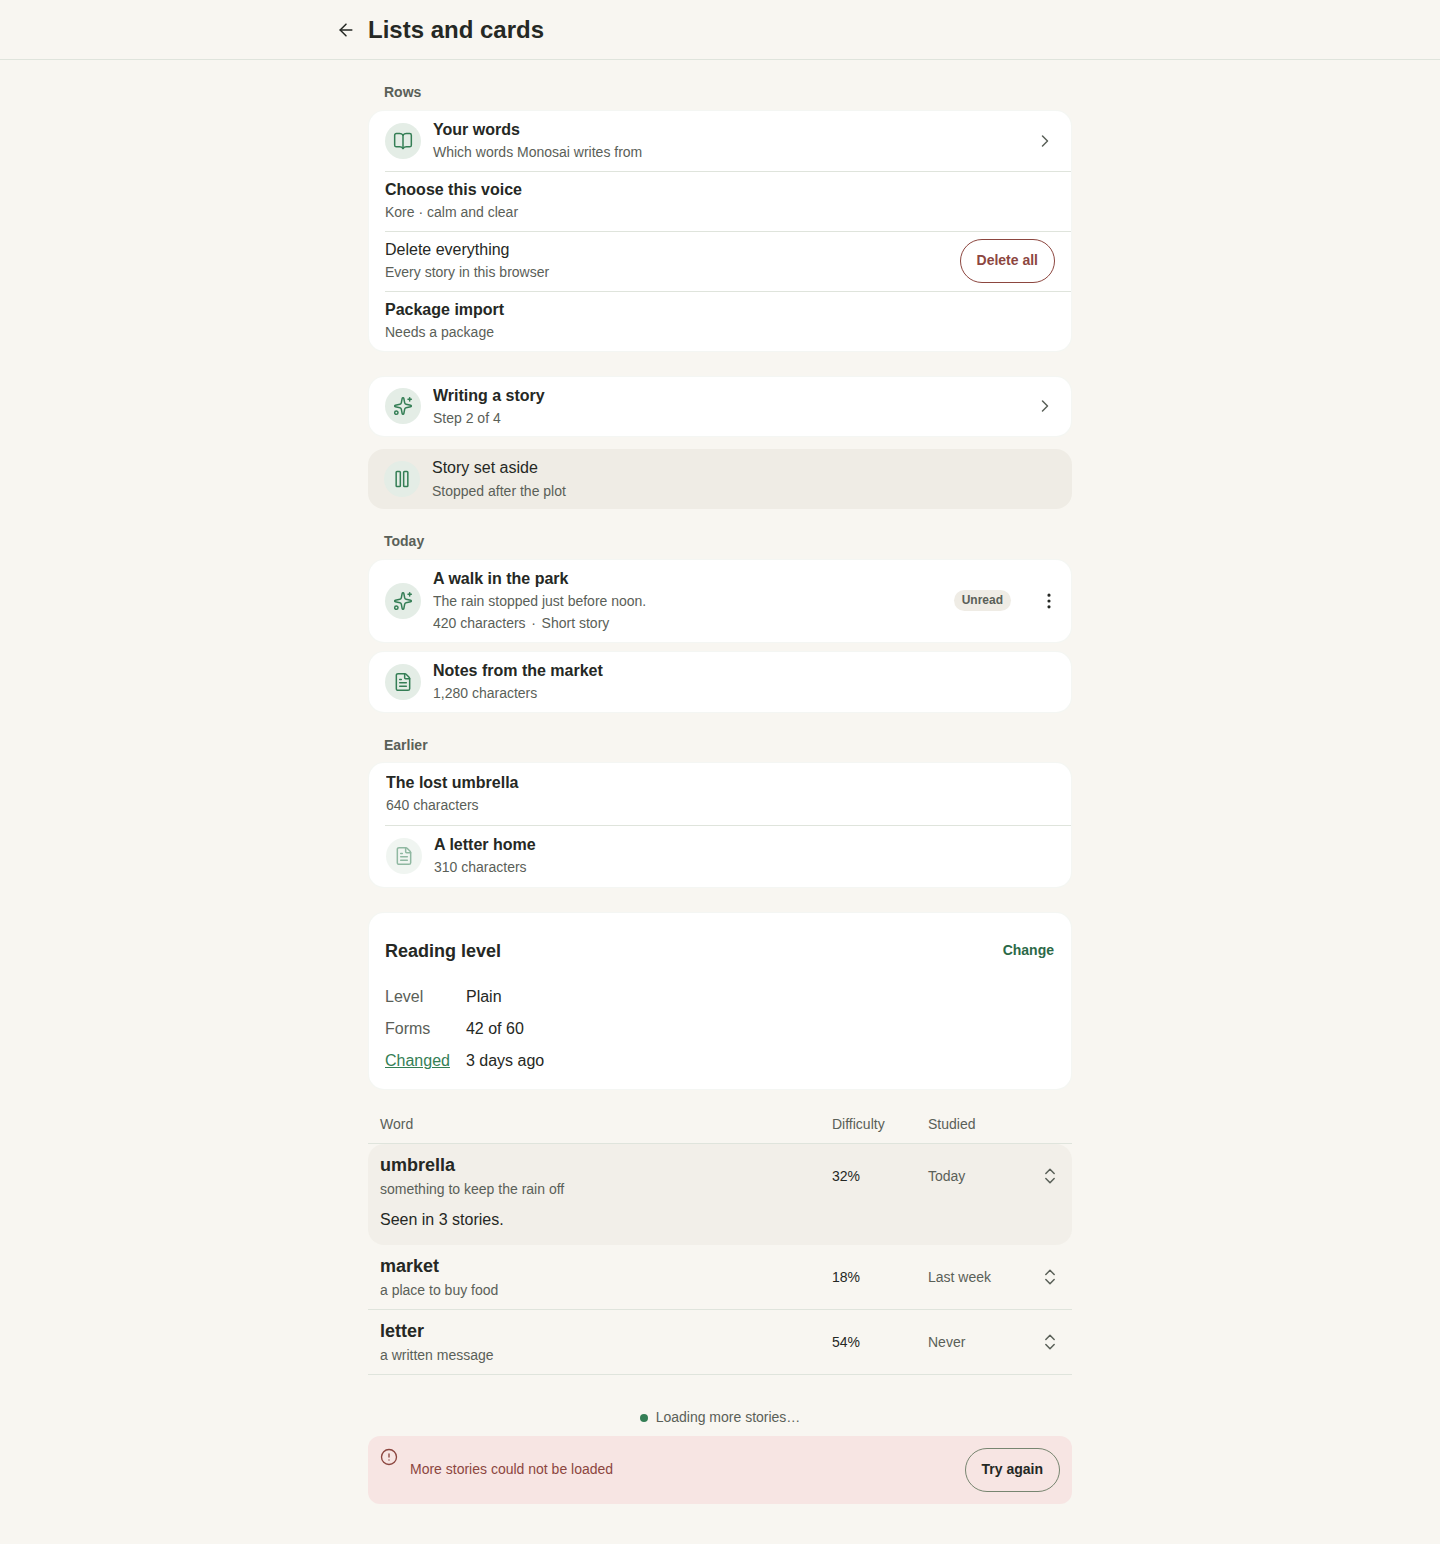 Lists and cards
Rows
Your words
Which words Monosai writes from
Choose this voice
Kore · calm and clear
Delete everything
Every story in this browser
Delete all
Package import
Needs a package
Writing a story
Step 2 of 4
Story set aside
Stopped after the plot
Today
A walk in the park
The rain stopped just before noon.
420 characters · Short story
Unread
Notes from the market
1,280 characters
Earlier
The lost umbrella
640 characters
A letter home
310 characters
Reading level
Change
Level Plain
Forms 42 of 60
Changed 3 days ago
Word Difficulty Studied
umbrella
something to keep the rain off
32% Today
Seen in 3 stories.
market
a place to buy food
18% Last week
letter
a written message
54% Never
Loading more stories…
More stories could not be loaded
Try again